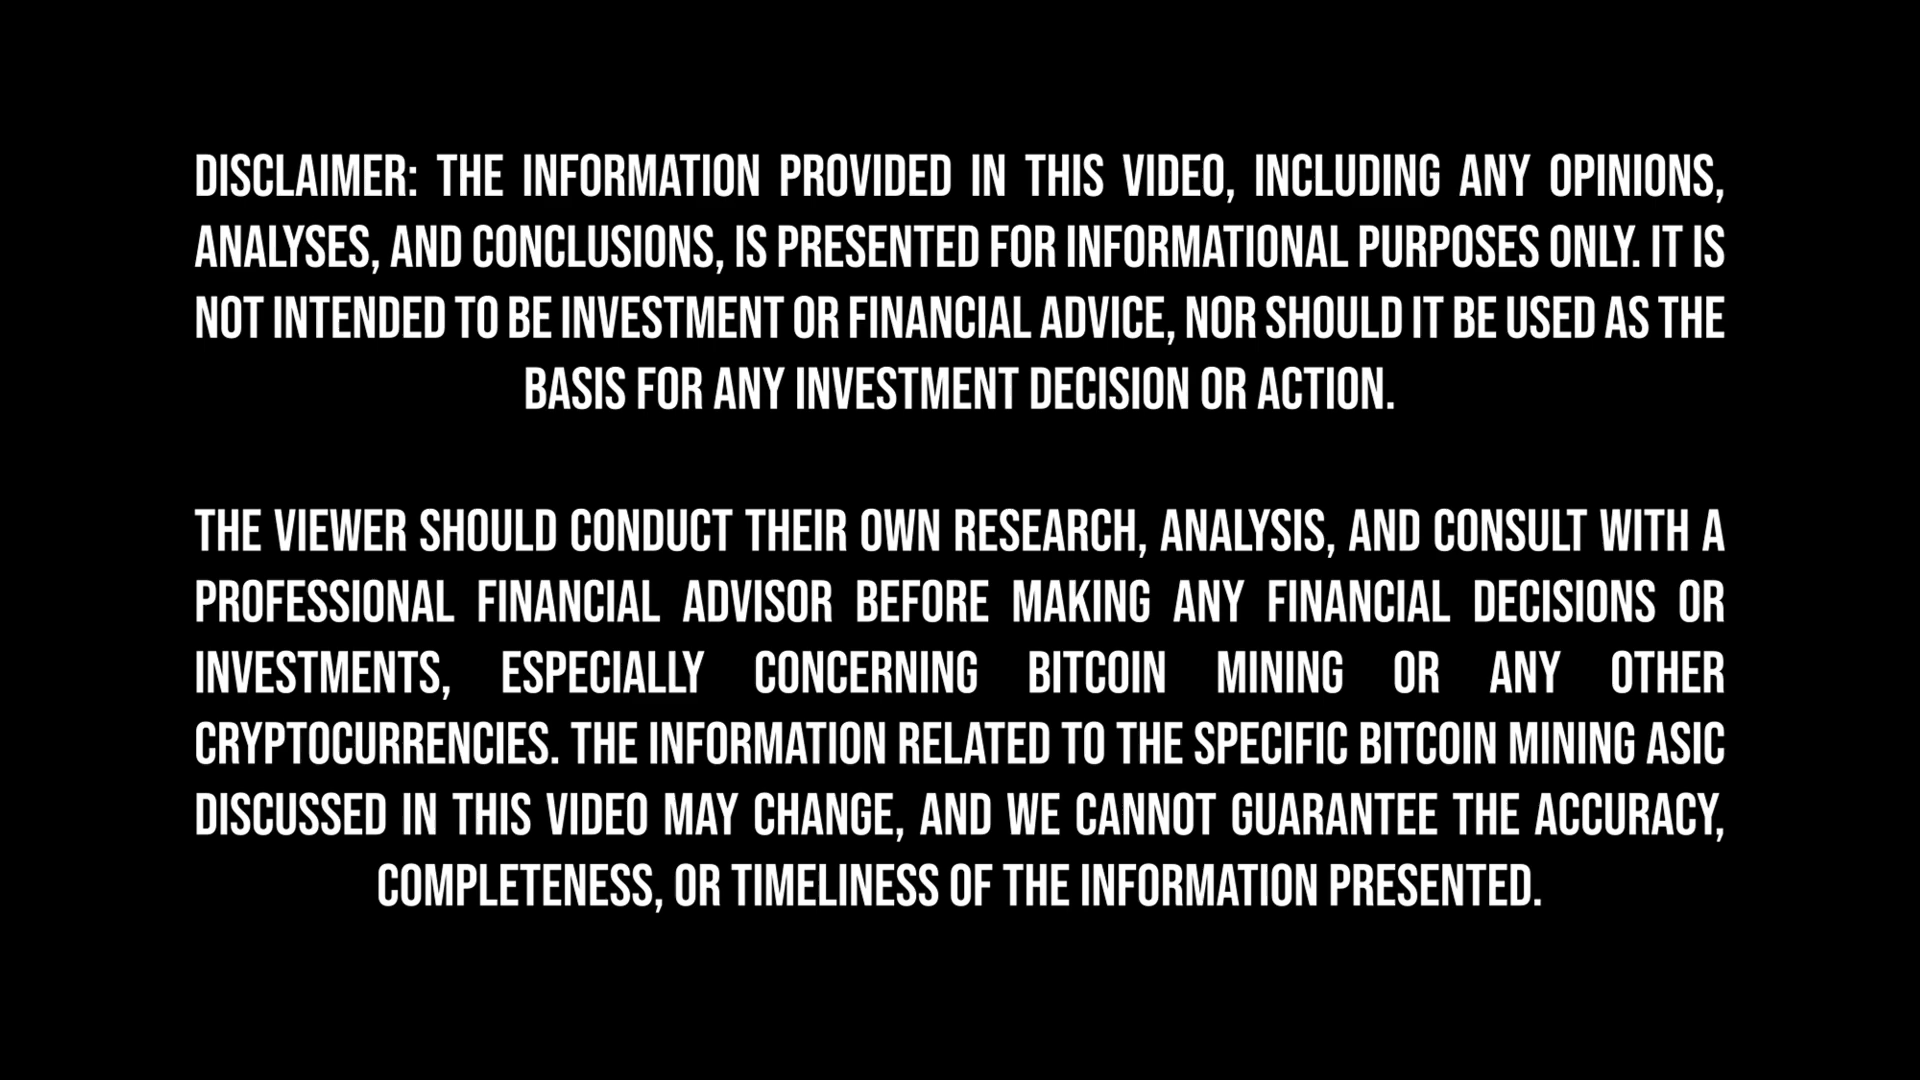 DISCLAIMER: THE INFORMATION PROVIDED IN THIS VIDEO, INCLUDING ANY OPINIONS,
ANALYSES, AND CONCLUSIONS, IS PRESENTED FOR INFORMATIONAL PURPOSES ONLY. IT IS
NOT INTENDED TO BE INVESTMENT OR FINANCIAL ADVICE, NOR SHOULD IT BE USED AS THE
BASIS FOR ANY INVESTMENT DECISION OR ACTION.
THE VIEWER SHOULD CONDUCT THEIR OWN RESEARCH, ANALYSIS, AND CONSULT WITH A
PROFESSIONAL FINANCIAL ADVISOR BEFORE MAKING ANY FINANCIAL DECISIONS OR
INVESTMENTS, ESPECIALLY CONCERNING BITCOIN MINING OR ANY OTHER
CRYPTOCURRENCIES. THE INFORMATION RELATED TO THE SPECIFIC BITCOIN MINING ASIC
DISCUSSED IN THIS VIDEO MAY CHANGE, AND WE CANNOT GUARANTEE THE ACCURACY,
COMPLETENESS, OR TIMELINESS OF THE INFORMATION PRESENTED.